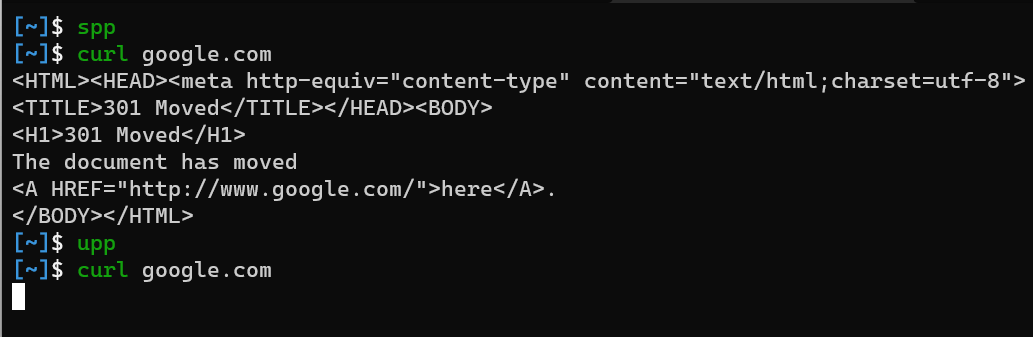 [~]$ spp
[~]$ curl google.com
<HTML><HEAD><meta http-equiv="content-type" content="text/html;charset=utf-8">
<TITLE>301 Moved</TITLE></HEAD><BODY>
<H1>301 Moved</H1>
The document has moved
<A HREF="http://www.google.com/">here</A>.
</BODY></HTML>
[~]$ upp
[~]$ curl google.com